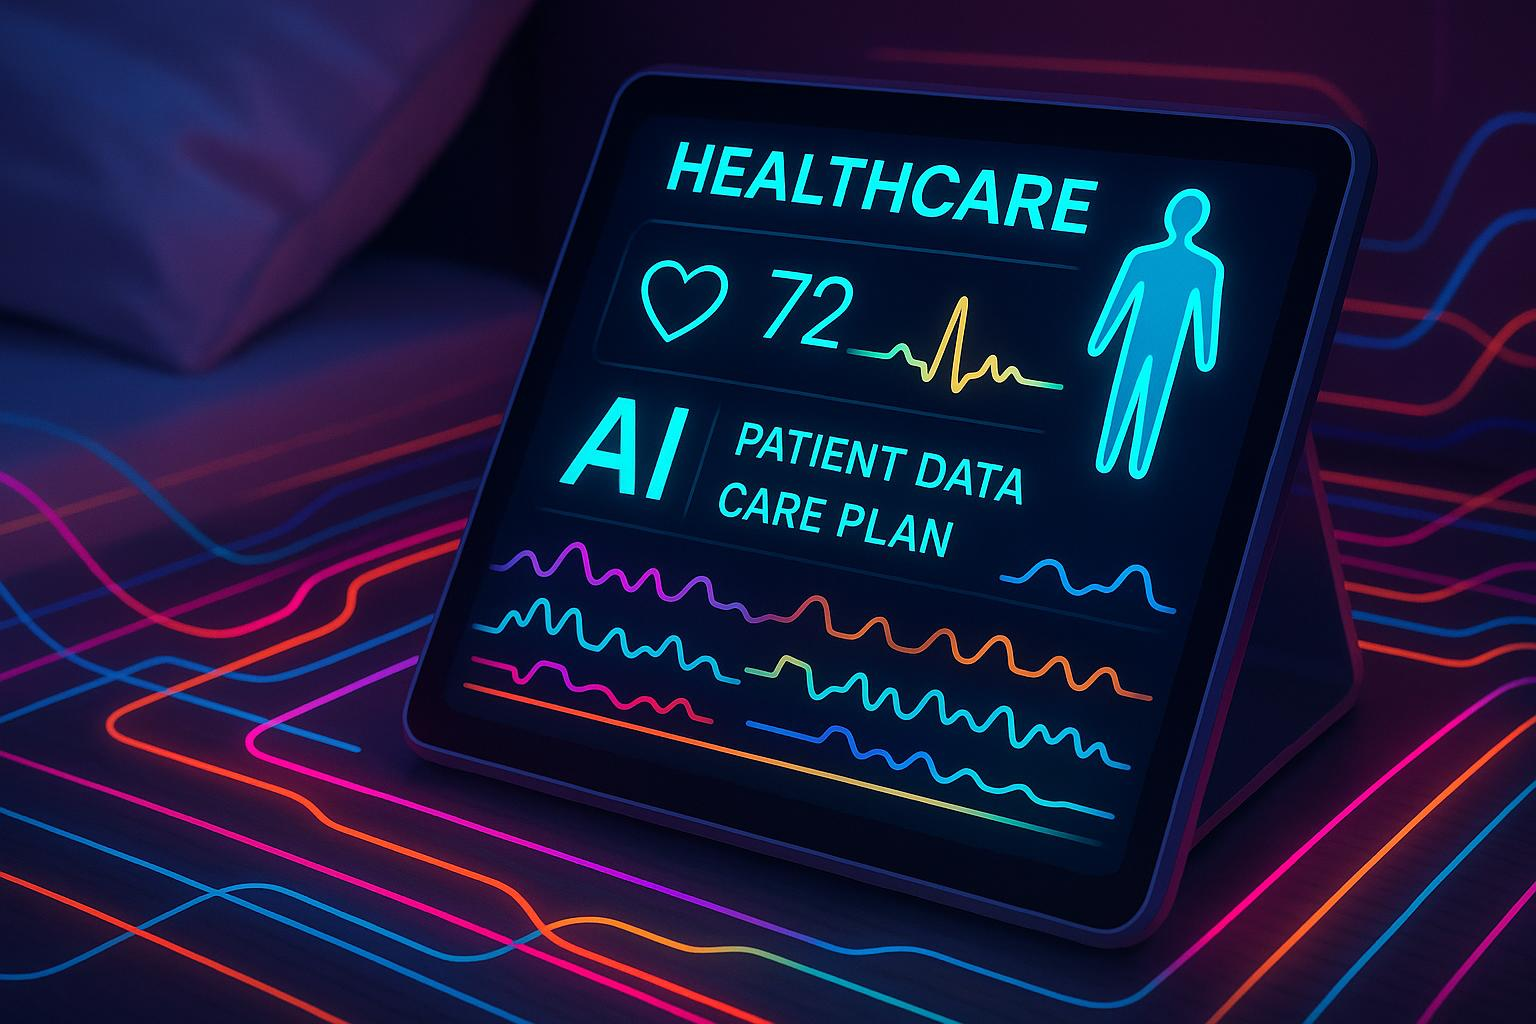 HEALTHCARE
72
AI
PATIENT DATA
CARE PLAN